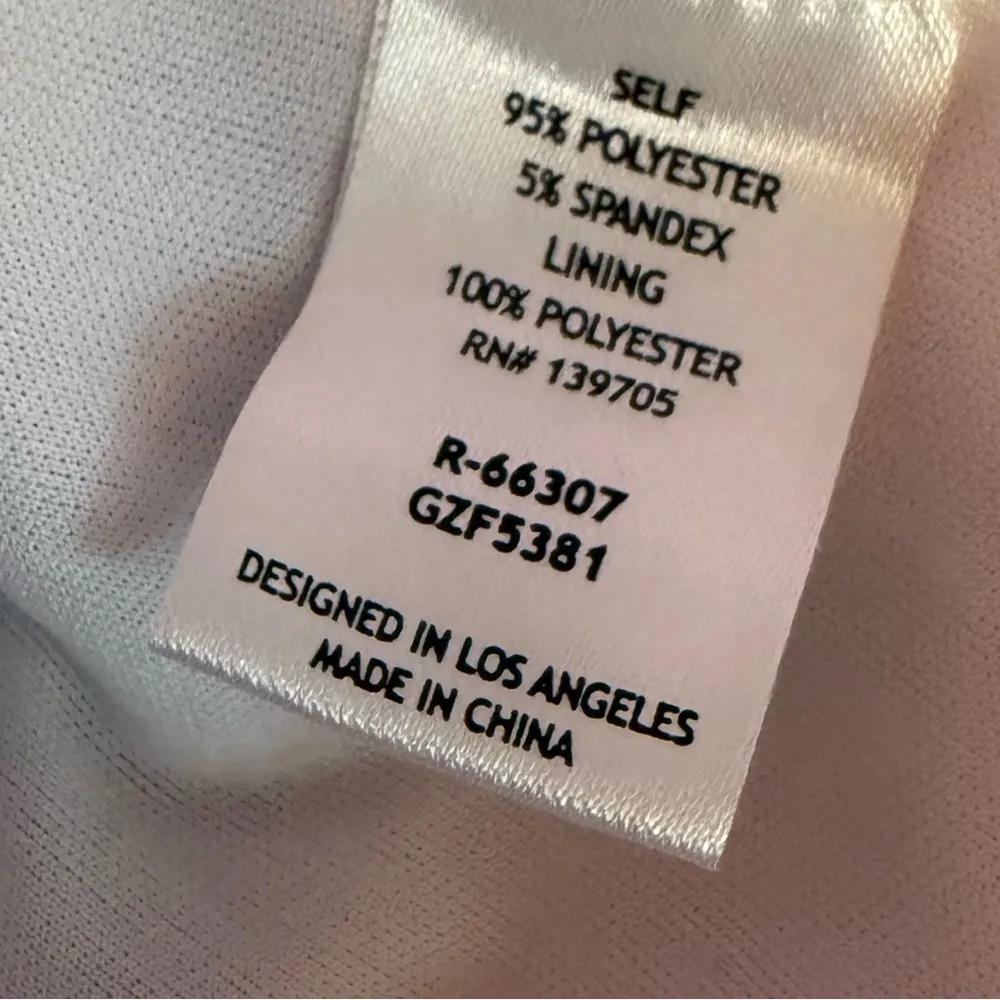 SELF
95% POLYESTER
5% SPANDEX
LINING
100% POLYESTER
RN# 139705
R-66307
GZF5381
DESIGNED IN LOS ANGELES
MADE IN CHINA